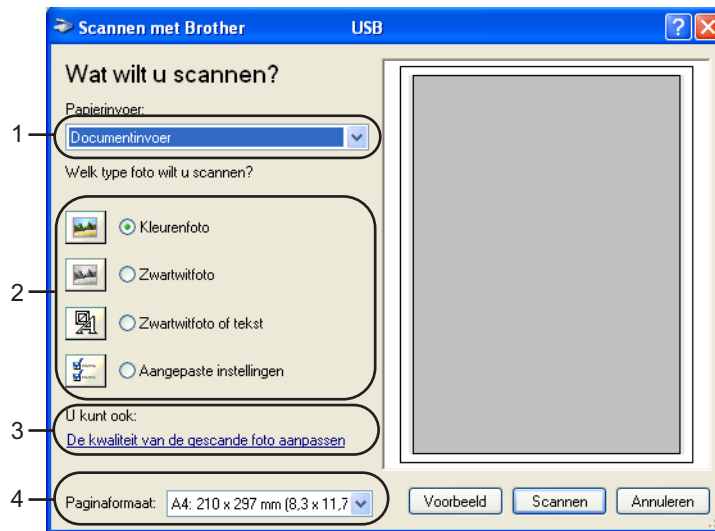 Scannen met Brother USB
Wat wilt u scannen?
Papierinvoer:
1
Documentinvoer
Welk type foto wilt u scannen?
2
Kleurenfoto
Zwartwitfoto
Zwartwitfoto of tekst
Aangepaste instellingen
3
U kunt ook:
De kwaliteit van de gescande foto aanpassen
4
Paginaformaat: A4: 210 x 297 mm (8,3 x 11,7
Voorbeeld Scannen Annuleren